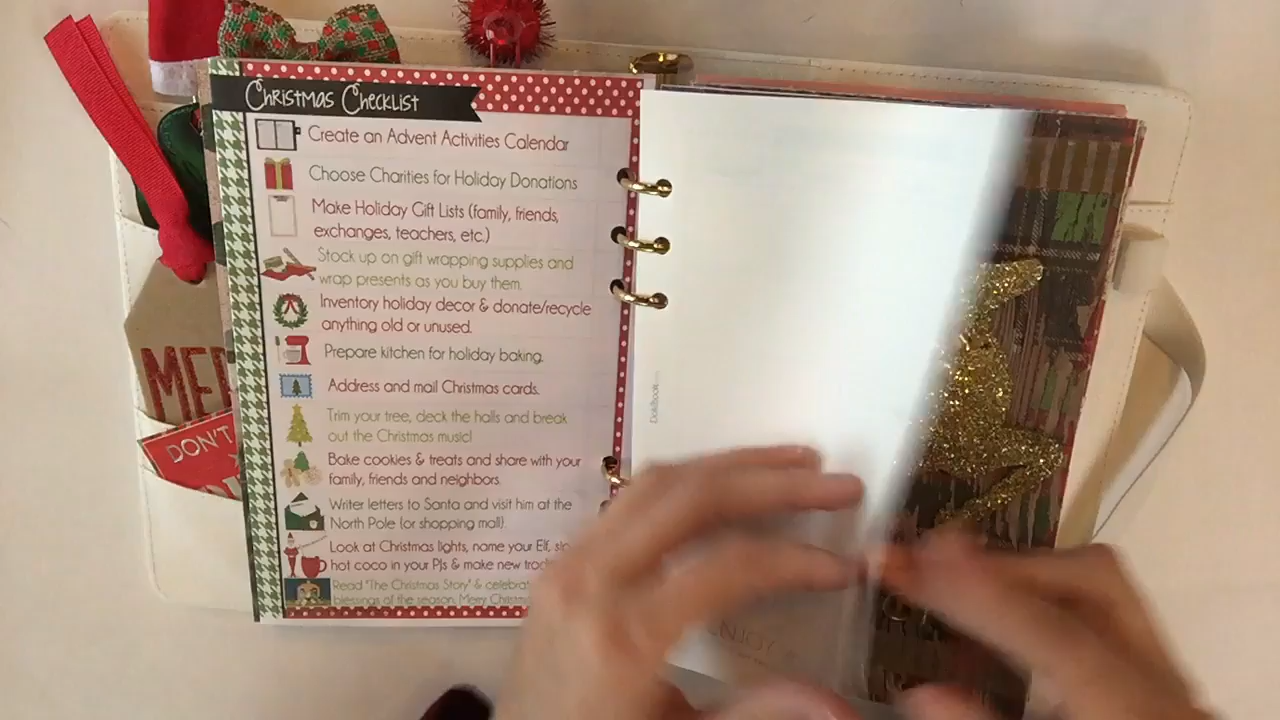 Christmas Checklist
Create an Advent Activities Calendar
Choose Charities for Holiday Donations
Make Holiday Gift Lists (family, friends,
exchanges, teachers, etc.)
Stock up on gift wrapping supplies and
wrap presents as you buy them.
Inventory holiday decor & donate/recycle
anything old or unused.
Prepare kitchen for holiday baking.
Address and mail Christmas cards.
Trim your tree, deck the halls and break
out the Christmas music!
Bake cookies & treats and share with your
family, friends and neighbors.
Writer letters to Santa and visit him at the
North Pole (or shopping mall).
Look at Christmas lights, name your Elf,
hot coco in your PJs & make new
Read 'The Christmas Story' &
blessings of the season. Merry
MER
DON'T